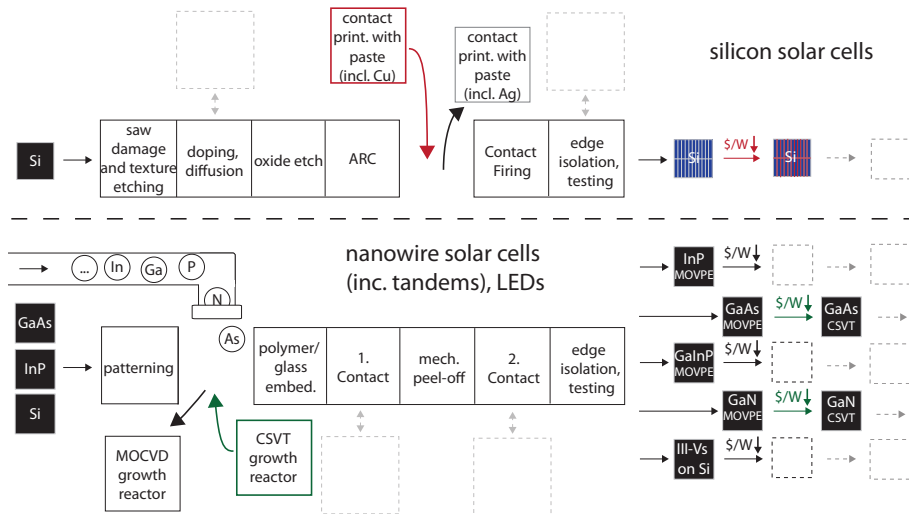 contact
print. with
paste
(incl. Cu)
contact
print. with
paste
(incl. Ag)
silicon solar cells
Si
saw
damage
and texture
etching
doping,
diffusion
oxide etch
ARC
Contact
Firing
edge
isolation,
testing
Si
$/W
Si
nanowire solar cells
(inc. tandems), LEDs
...
In
Ga
P
N
As
GaAs
InP
Si
patterning
polymer/
glass
embed.
1.
Contact
mech.
peel-off
2.
Contact
edge
isolation,
testing
MOCVD
growth
reactor
CSVT
growth
reactor
InP
MOVPE
$/W
GaAs
MOVPE
$/W
GaAs
CSVT
GaInP
MOVPE
$/W
GaN
MOVPE
$/W
GaN
CSVT
III-Vs
on Si
$/W